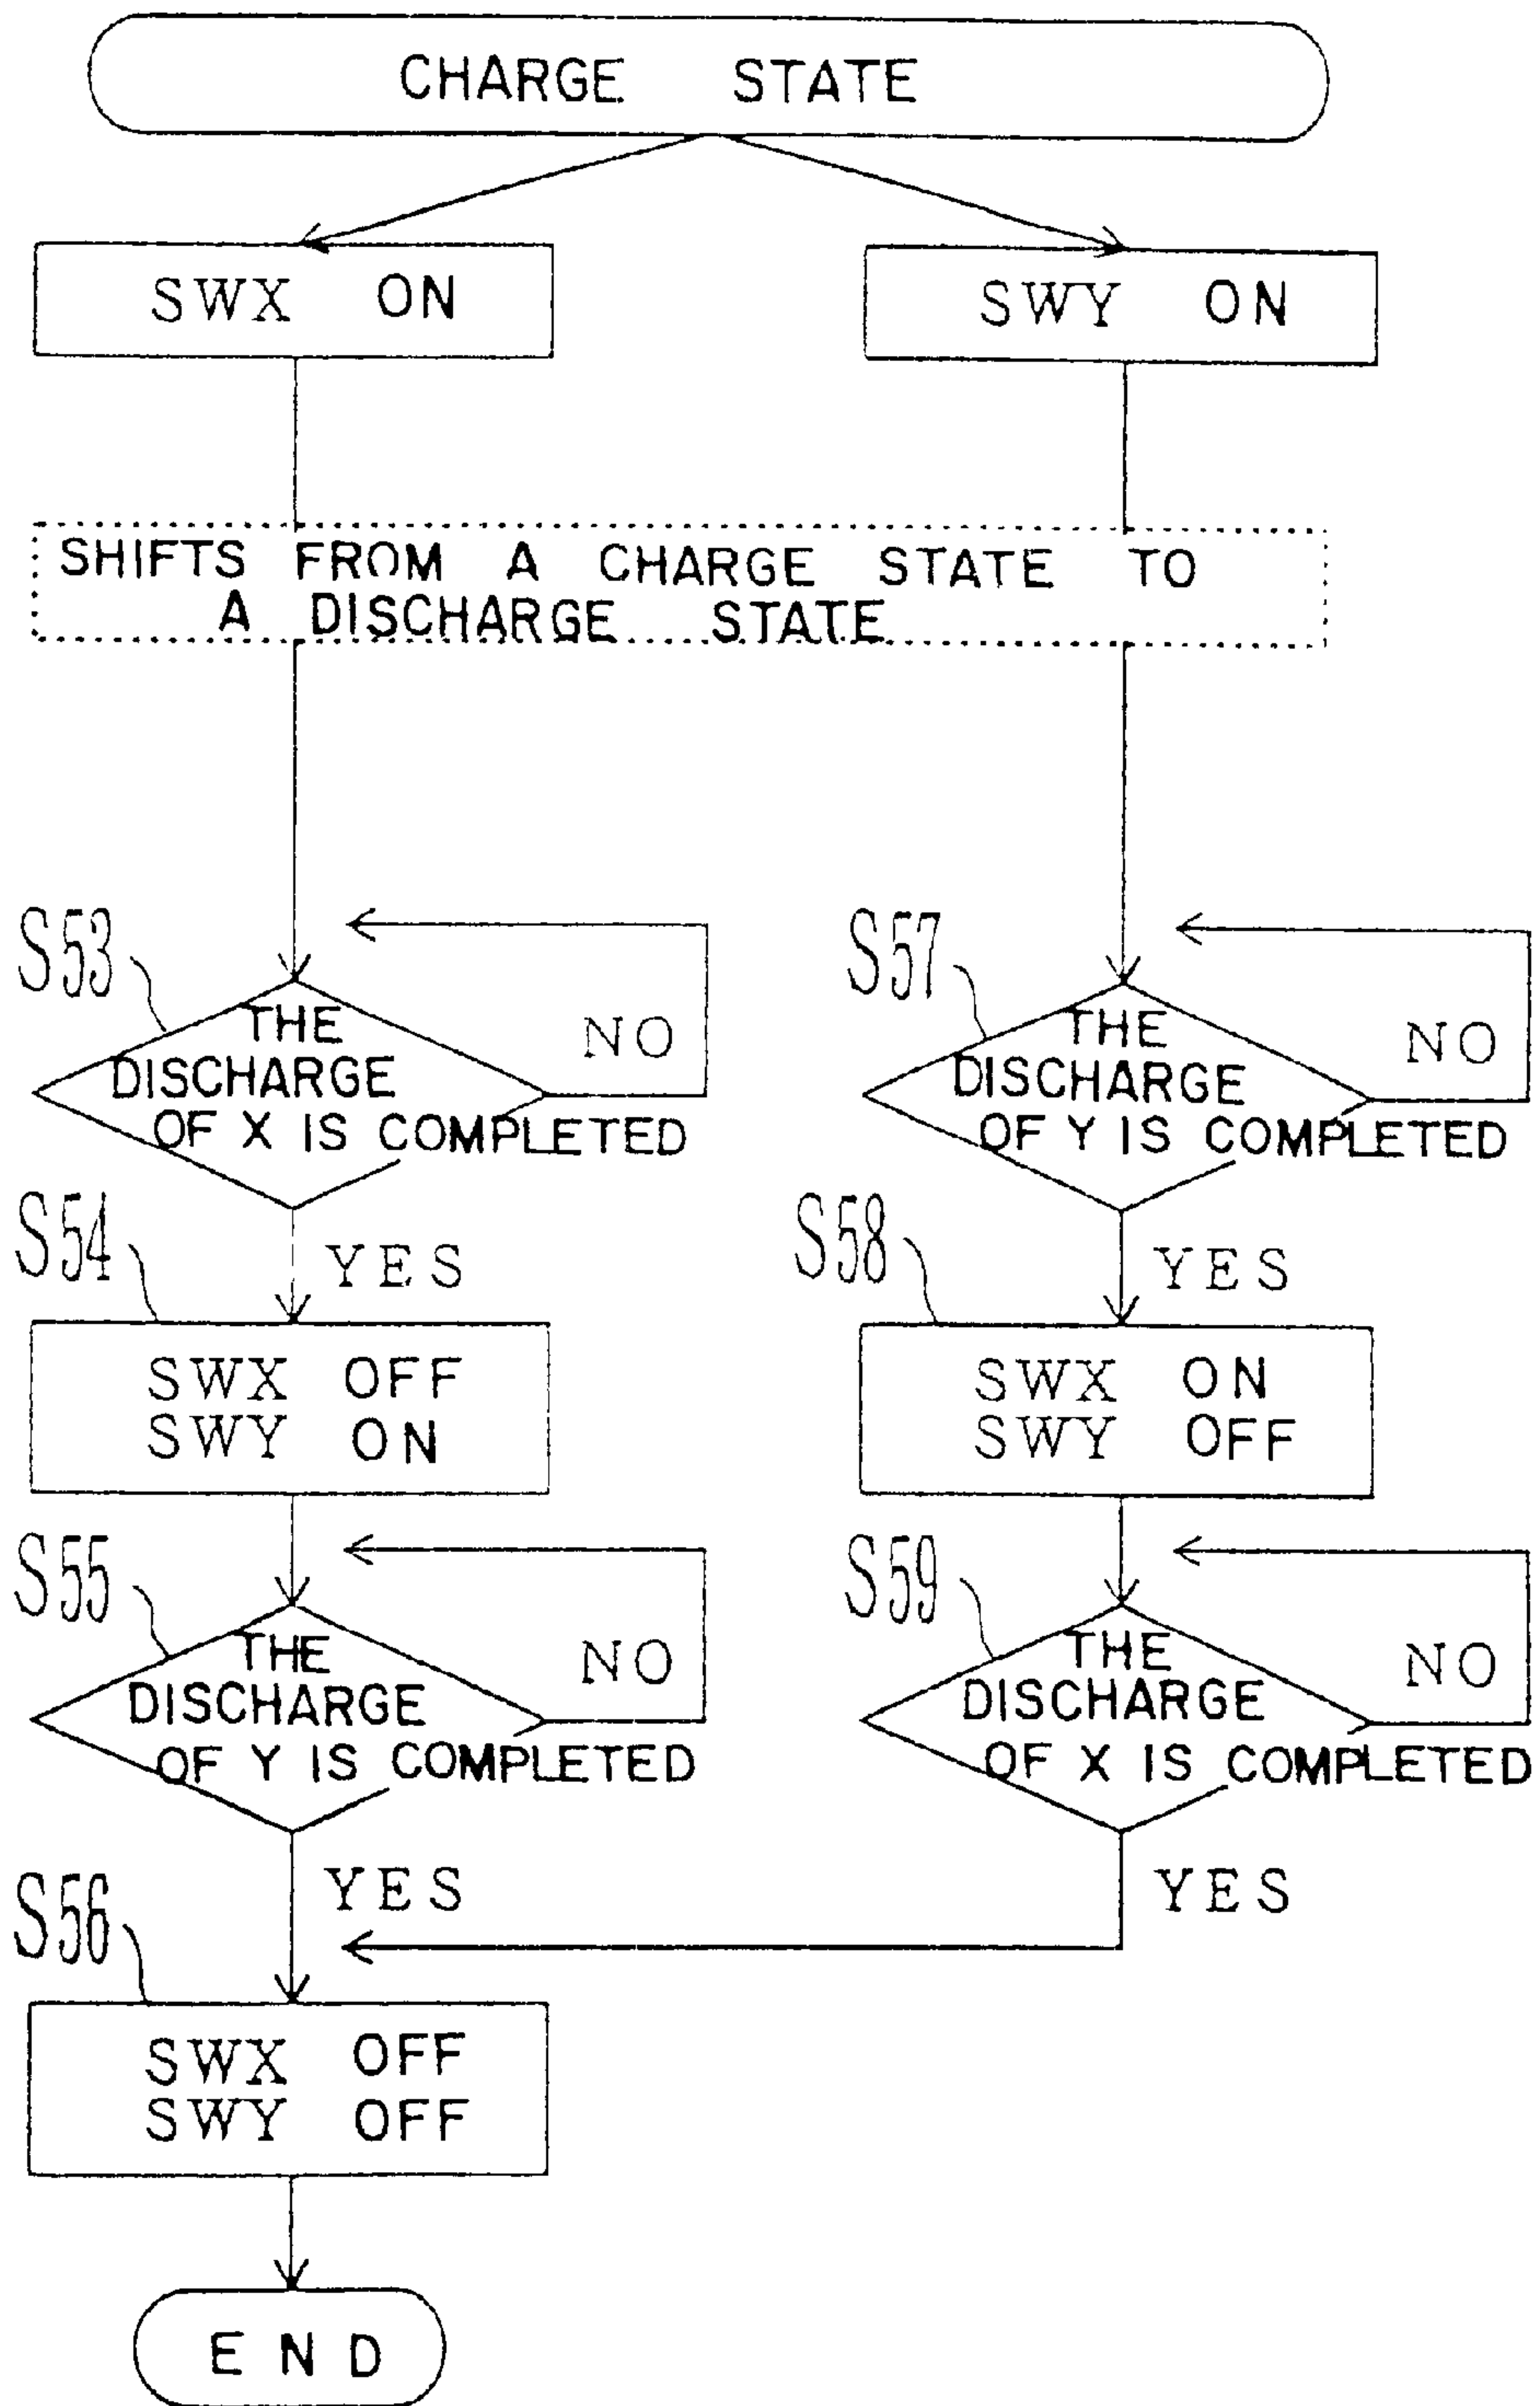 CHARGE STATE
SWX ON
SWY ON
SHIFTS FROM A CHARGE STATE TO
A DISCHARGE STATE
S53
THE
DISCHARGE
OF X IS COMPLETED
NO
YES
S54
SWX OFF
SWY ON
S55
THE
DISCHARGE
OF Y IS COMPLETED
NO
YES
S57
THE
DISCHARGE
OF Y IS COMPLETED
NO
YES
S58
SWX ON
SWY OFF
S59
THE
DISCHARGE
OF X IS COMPLETED
NO
YES
S56
SWX OFF
SWY OFF
END